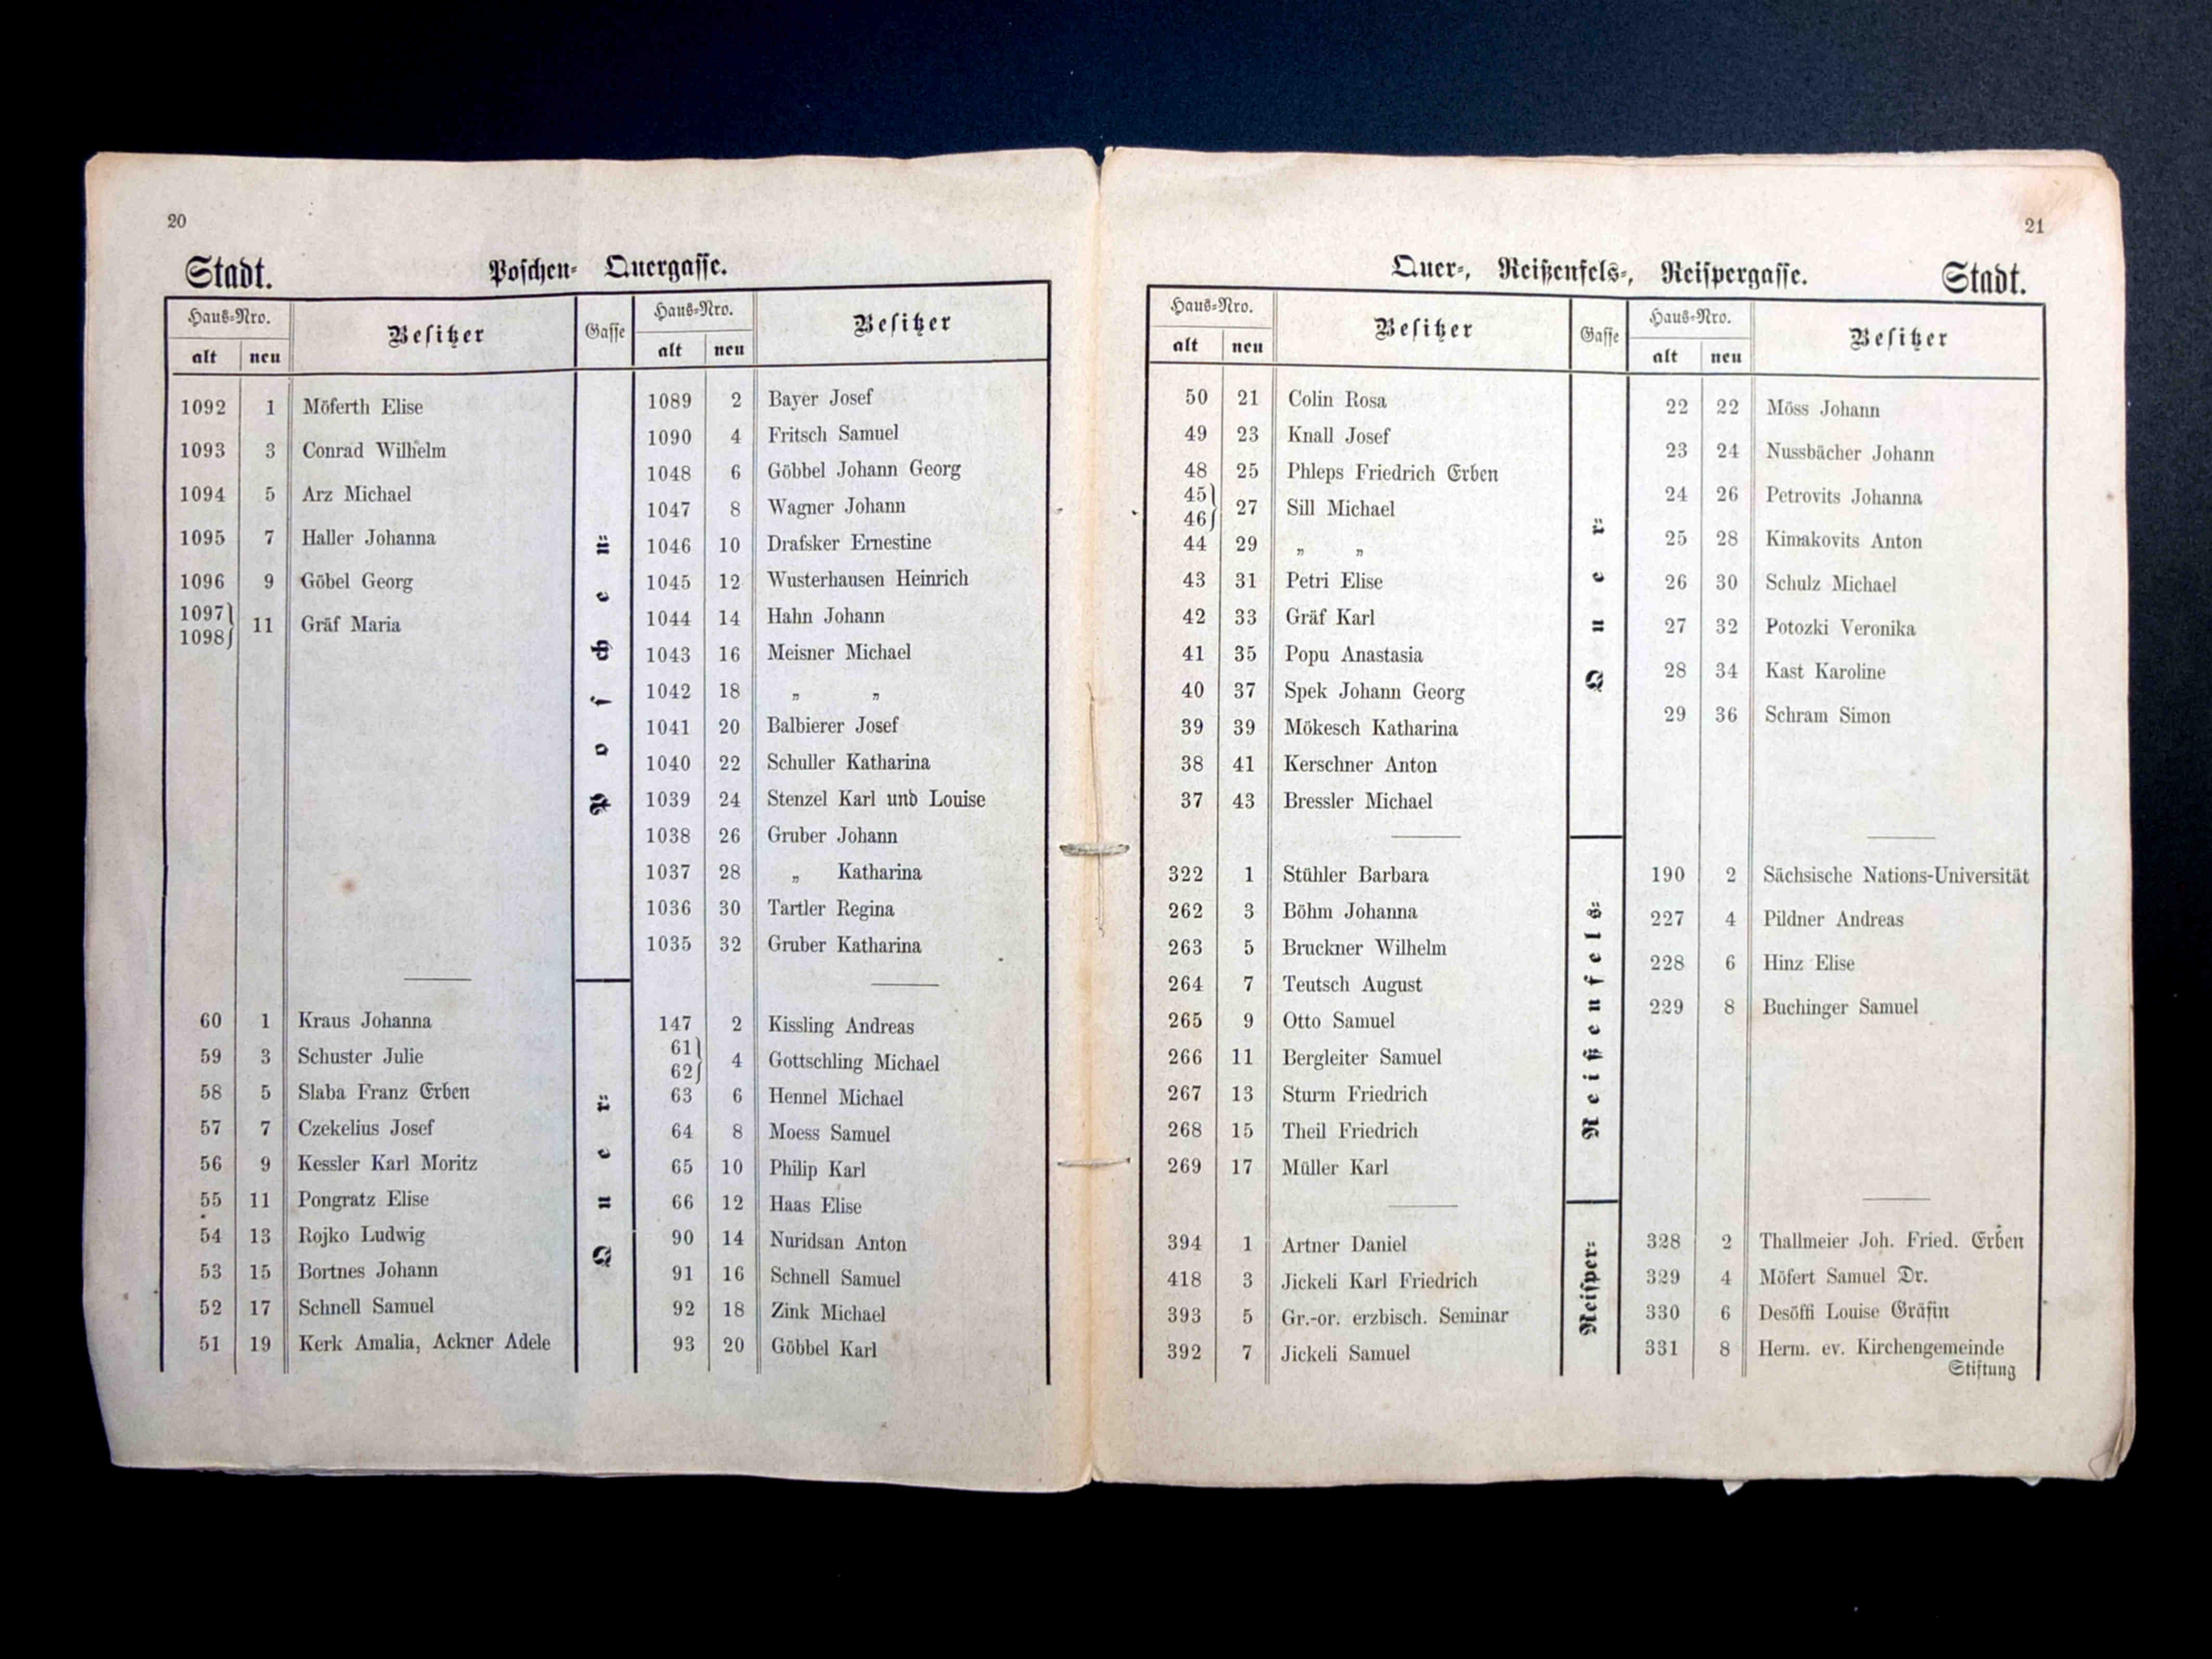 20
Stadt. Poschen- Quergasse.
Haus-Nro. Besitzer Gasse Haus-Nro. Besitzer
alt neu alt neu
Poschen-
1092 1 Möferth Elise
1093 3 Conrad Wilhelm
1094 5 Arz Michael
1095 7 Haller Johanna
1096 9 Göbel Georg
1097}
1098} 11 Gräf Maria
1089 2 Bayer Josef
1090 4 Fritsch Samuel
1048 6 Göbbel Johann Georg
1047 8 Wagner Johann
1046 10 Drafsker Ernestine
1045 12 Wusterhausen Heinrich
1044 14 Hahn Johann
1043 16 Meisner Michael
1042 18 „ „
1041 20 Balbierer Josef
1040 22 Schuller Katharina
1039 24 Stenzel Karl und Louise
1038 26 Gruber Johann
1037 28 „ Katharina
1036 30 Tartler Regina
1035 32 Gruber Katharina
Quer-
60 1 Kraus Johanna
59 3 Schuster Julie
58 5 Slaba Franz Erben
57 7 Czekelius Josef
56 9 Kessler Karl Moritz
55 11 Pongratz Elise
54 13 Rojko Ludwig
53 15 Bortnes Johann
52 17 Schnell Samuel
51 19 Kerk Amalia, Ackner Adele
147 2 Kissling Andreas
61}
62} 4 Gottschling Michael
63 6 Hennel Michael
64 8 Moess Samuel
65 10 Philip Karl
66 12 Haas Elise
90 14 Nuridsan Anton
91 16 Schnell Samuel
92 18 Zink Michael
93 20 Göbbel Karl
21
Quer-, Reißenfels-, Reispergasse. Stadt.
Haus-Nro. Besitzer Gasse Haus-Nro. Besitzer
alt neu alt neu
Quer-
50 21 Colin Rosa
49 23 Knall Josef
48 25 Phleps Friedrich Erben
45}
46} 27 Sill Michael
44 29 „ „
43 31 Petri Elise
42 33 Gräf Karl
41 35 Popu Anastasia
40 37 Spek Johann Georg
39 39 Mökesch Katharina
38 41 Kerschner Anton
37 43 Bressler Michael
22 22 Möss Johann
23 24 Nussbächer Johann
24 26 Petrovits Johanna
25 28 Kimakovits Anton
26 30 Schulz Michael
27 32 Potozki Veronika
28 34 Kast Karoline
29 36 Schram Simon
Reißenfels-
322 1 Stühler Barbara
262 3 Böhm Johanna
263 5 Bruckner Wilhelm
264 7 Teutsch August
265 9 Otto Samuel
266 11 Bergleiter Samuel
267 13 Sturm Friedrich
268 15 Theil Friedrich
269 17 Müller Karl
190 2 Sächsische Nations-Universität
227 4 Pildner Andreas
228 6 Hinz Elise
229 8 Buchinger Samuel
Reisper-
394 1 Artner Daniel
418 3 Jickeli Karl Friedrich
393 5 Gr.-or. erzbisch. Seminar
392 7 Jickeli Samuel
328 2 Thallmeier Joh. Fried. Erben
329 4 Möfert Samuel Dr.
330 6 Desöffi Louise Gräfin
331 8 Herm. ev. Kirchengemeinde
Stiftung